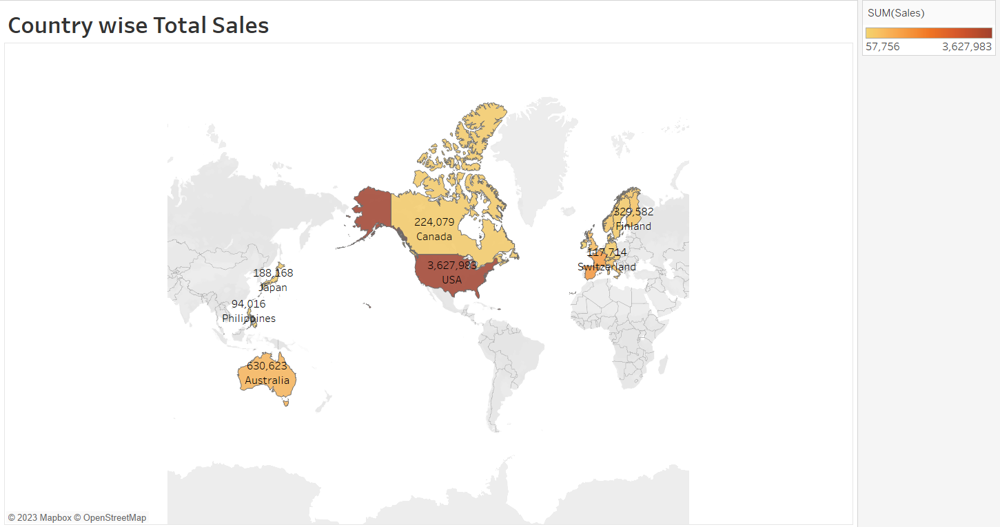 Country wise Total Sales
SUM(Sales)
57,756
3,627,983
224,079
Canada
3,627,983
USA
329,582
Finland
117,714
Switzerland
188,168
Japan
94,016
Philippines
630,623
Australia
© 2023 Mapbox © OpenStreetMap